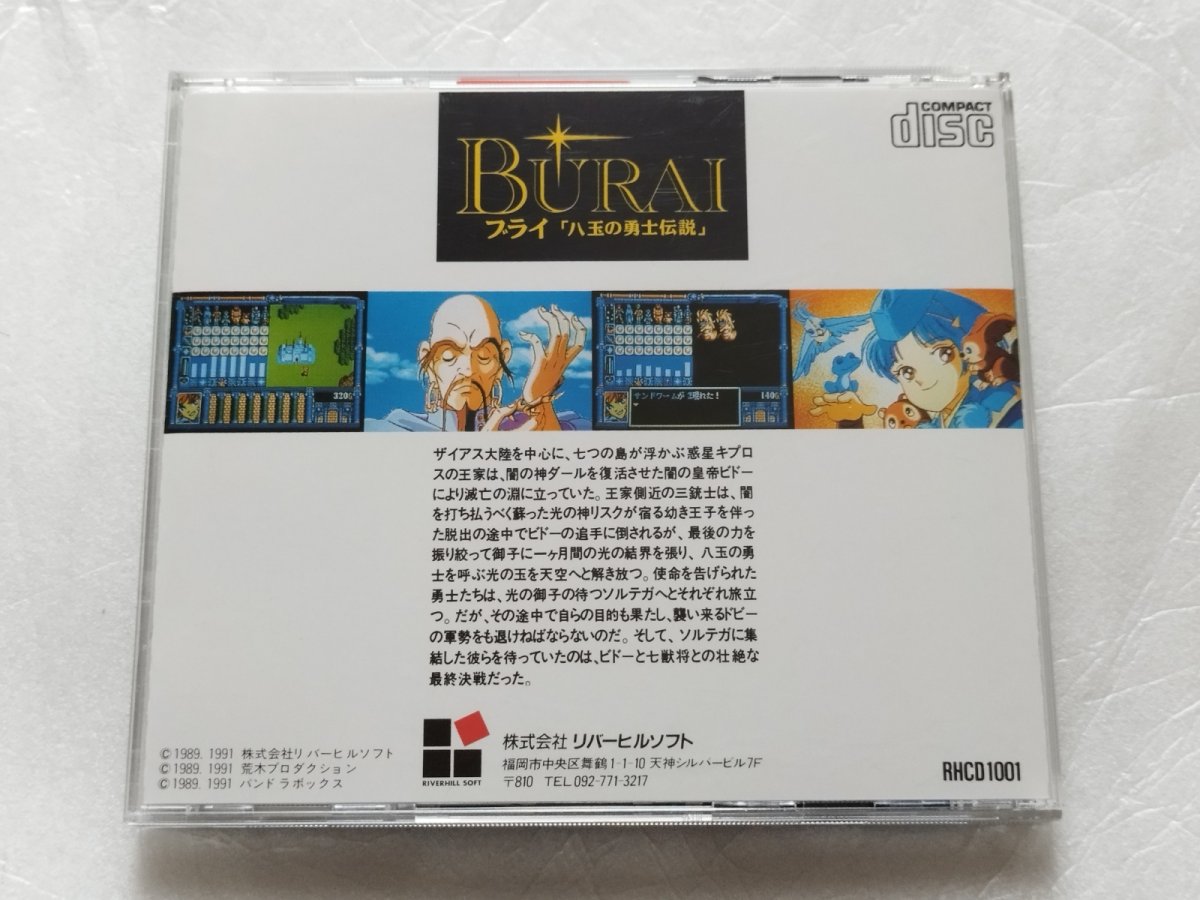 COMPACT
disc
BURAI
ブライ「八玉の勇士伝説」
320G
サンドワームが 2現れた!
140G
ザイアス大陸を中心に、七つの島が浮かぶ惑星キプロ
スの王家は、闇の神ダールを復活させた闇の皇帝ビドー
により滅亡の淵に立っていた。王家側近の三銃士は、闇
を打ち払うべく蘇った光の神リスクが宿る幼き王子を伴っ
た脱出の途中でビドーの追手に倒されるが、最後の力を
振り絞って御子に一ヶ月間の光の結界を張り、八玉の勇
士を呼ぶ光の玉を天空へと解き放つ。使命を告げられた
勇士たちは、光の御子の待つソルテガへとそれぞれ旅立
つ。だが、その途中で自らの目的も果たし、襲い来るドビー
の軍勢をも退けねばならないのだ。そして、ソルテガに集
結した彼らを待っていたのは、ビドーと七獣将との壮絶な
最終決戦だった。
©1989. 1991 株式会社リバーヒルソフト
©1989. 1991 荒木プロダクション
©1989. 1991 パンドラボックス
RIVERHILL SOFT
株式会社 リバーヒルソフト
福岡市中央区舞鶴1-1-10 天神シルバービル7F
〒810 TEL 092-771-3217
RHCD1001